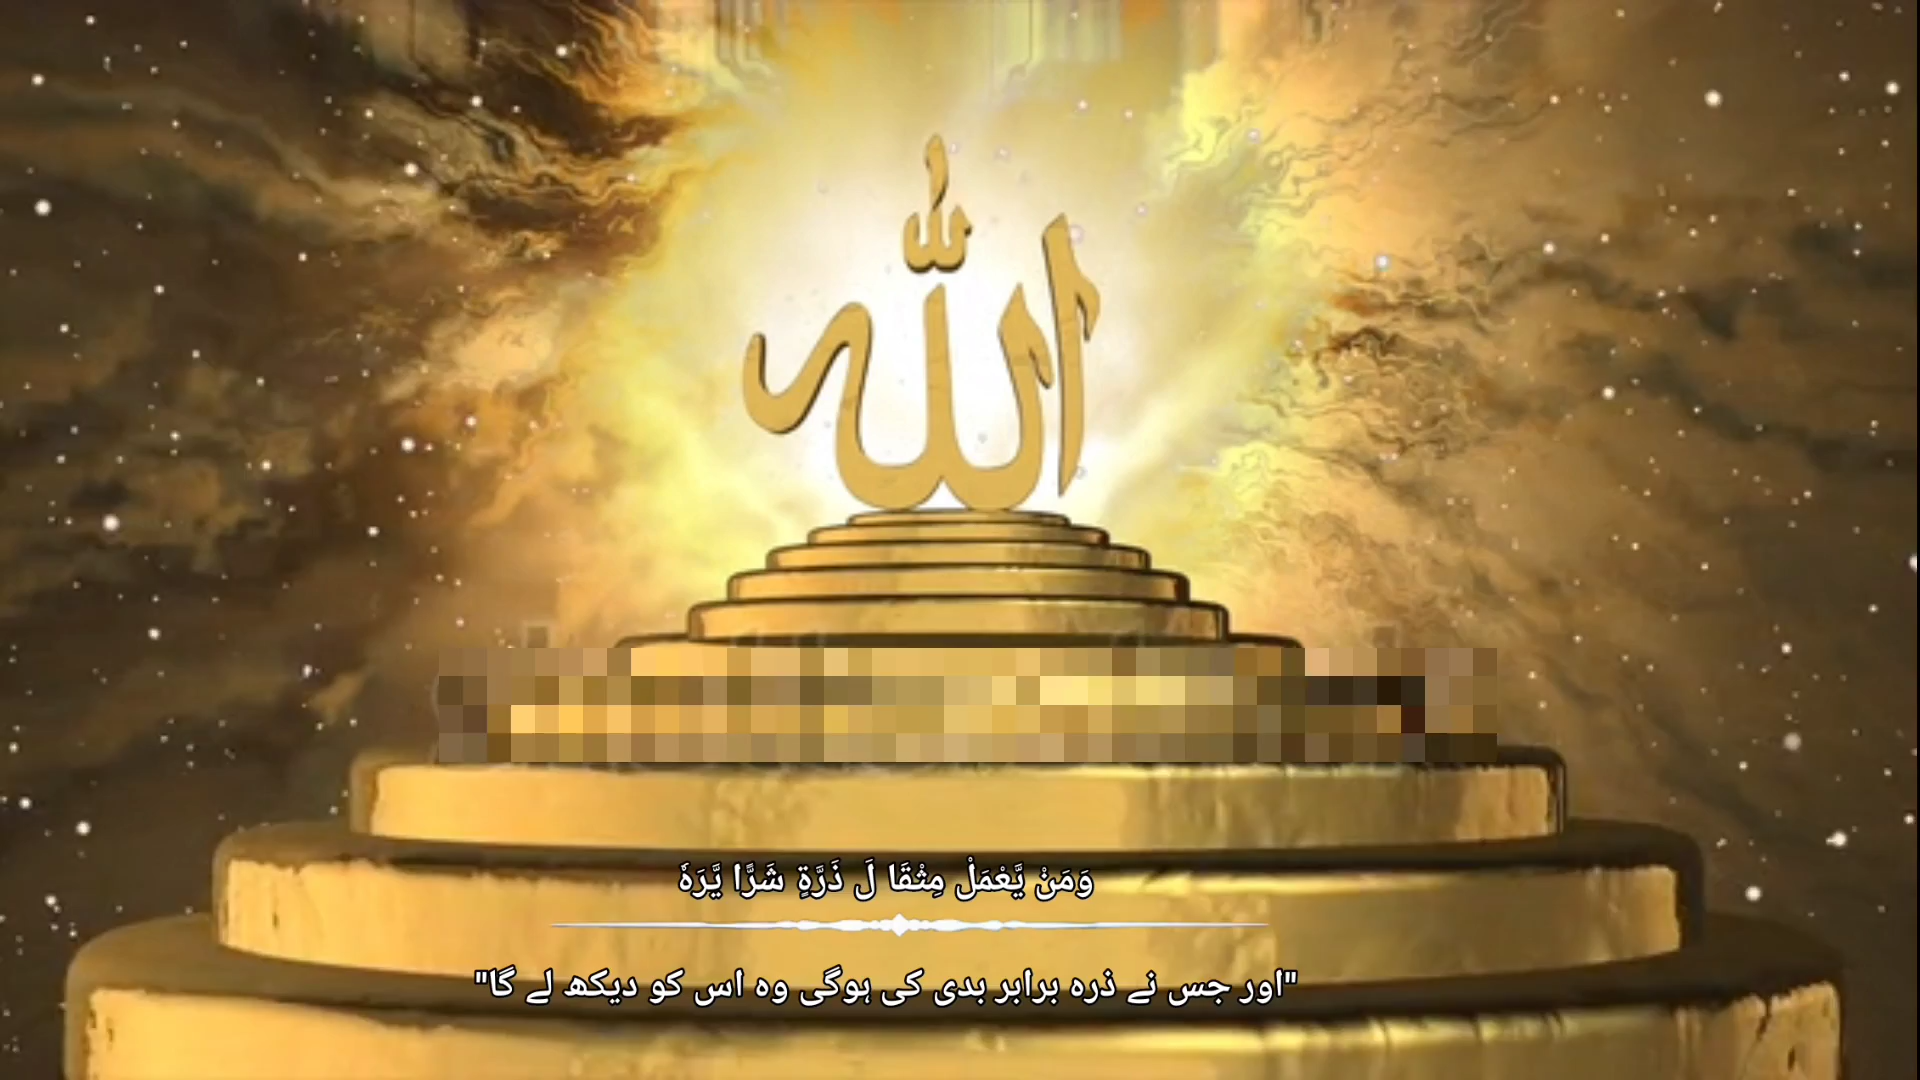 الله
وَمَنْ يَّعْمَلْ مِثْقَا لَ ذَرَّةٍ شَرًّا يَّرَهٗ
"اور جس نے ذرہ برابر بدی کی ہوگی وہ اس کو دیکھ لے گا"